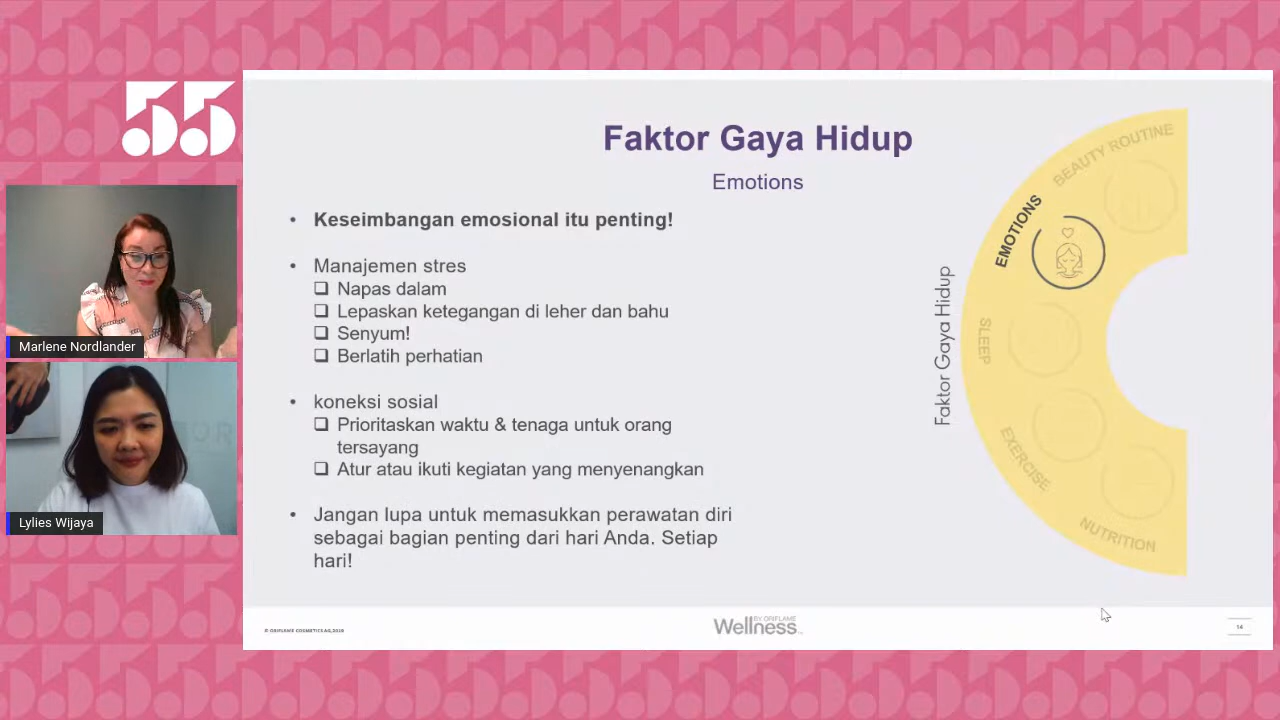 55
Marlene Nordlander
Lylies Wijaya
Faktor Gaya Hidup
Emotions
• Keseimbangan emosional itu penting!
• Manajemen stres
❑ Napas dalam
❑ Lepaskan ketegangan di leher dan bahu
❑ Senyum!
❑ Berlatih perhatian
• koneksi sosial
❑ Prioritaskan waktu & tenaga untuk orang
tersayang
❑ Atur atau ikuti kegiatan yang menyenangkan
• Jangan lupa untuk memasukkan perawatan diri
sebagai bagian penting dari hari Anda. Setiap
hari!
Faktor Gaya Hidup
BEAUTY ROUTINE
EMOTIONS
SLEEP
EXERCISE
NUTRITION
BY ORIFLAME
Wellness
14